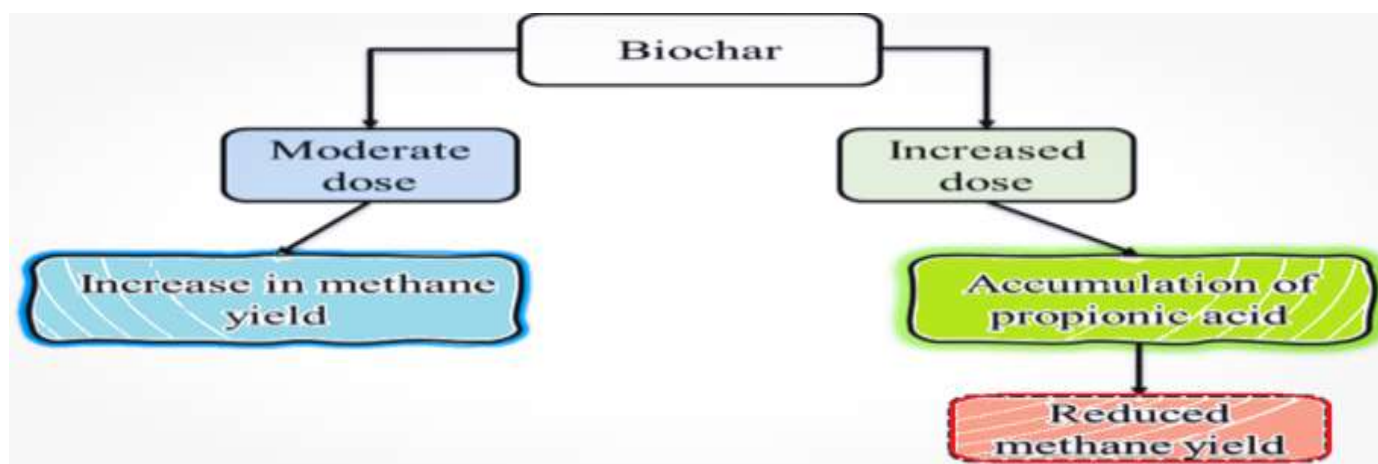 Biochar
Moderate
dose
Increased
dose
Increase in methane
yield
Accumulation of
propionic acid
Reduced
methane yield